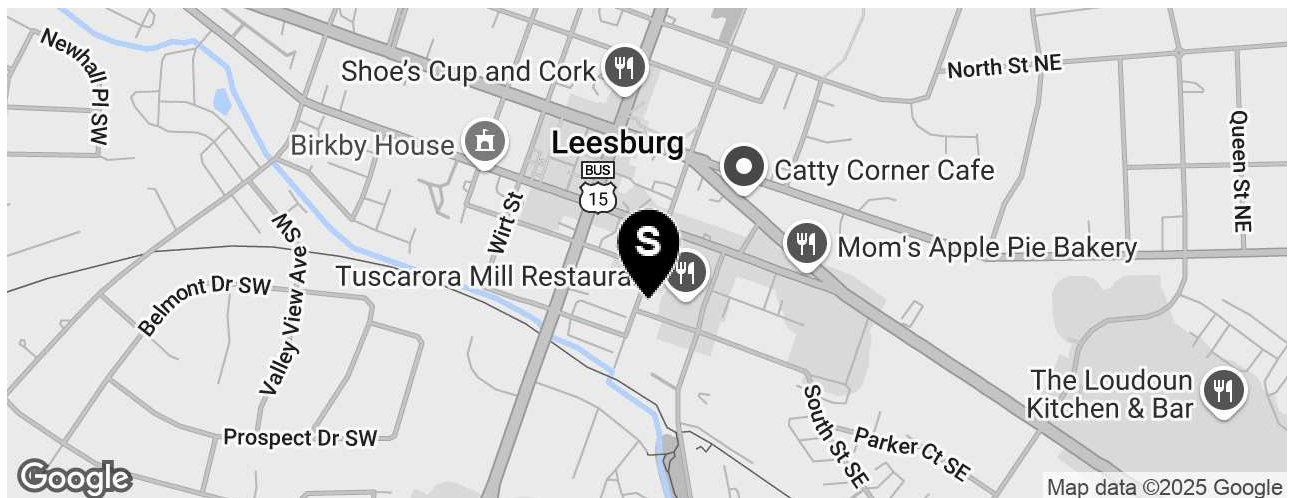 Newhall Pl SW
Shoe's Cup and Cork
North St NE
Queen St NE
Birkby House
Leesburg
BUS
15
Catty Corner Cafe
Wirt St
S
Mom's Apple Pie Bakery
Tuscarora Mill Restaura
Belmont Dr SW
Valley View Ave SW
The Loudoun
Kitchen & Bar
South St SE
Parker Ct SE
Prospect Dr SW
Google
Map data ©2025 Google